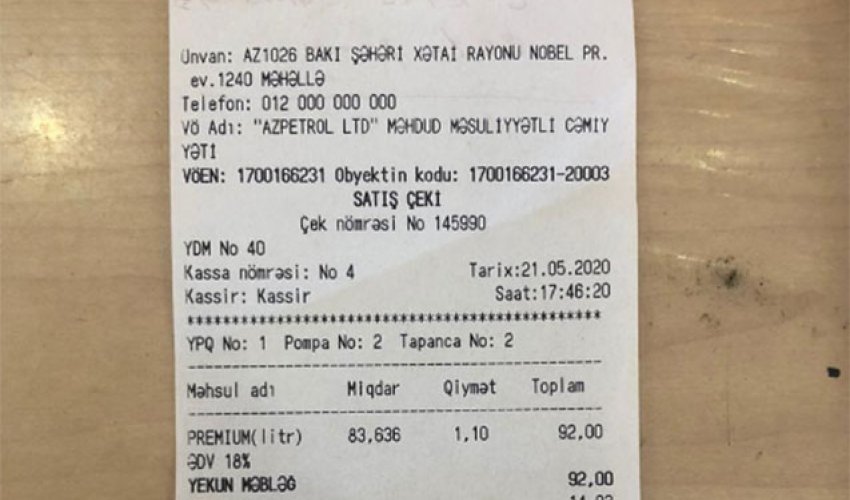 Ünvan: AZ1026 BAKI ŞƏHƏRİ XƏTAİ RAYONU NOBEL PR.
ev.1240 MƏHƏLLƏ
Telefon: 012 000 000 000
VÖ Adı: "AZPETROL LTD" MƏHDUD MƏSULİYYƏTLİ CƏMİY
YƏTİ
VÖEN: 1700166231 Obyektin kodu: 1700166231-20003
SATIŞ ÇEKİ
Çek nömrəsi No 145990
YDM No 40
Kassa nömrəsi: No 4 Tarix:21.05.2020
Kassir: Kassir Saat:17:46:20
************************************************
YPQ No: 1 Pompa No: 2 Tapanca No: 2
------------------------------------------------
Məhsul adı Miqdar Qiymət Toplam
------------------------------------------------
PREMIUM(litr) 83,636 1,10 92,00
ƏDV 18%
YEKUN MƏBLƏĞ 92,00